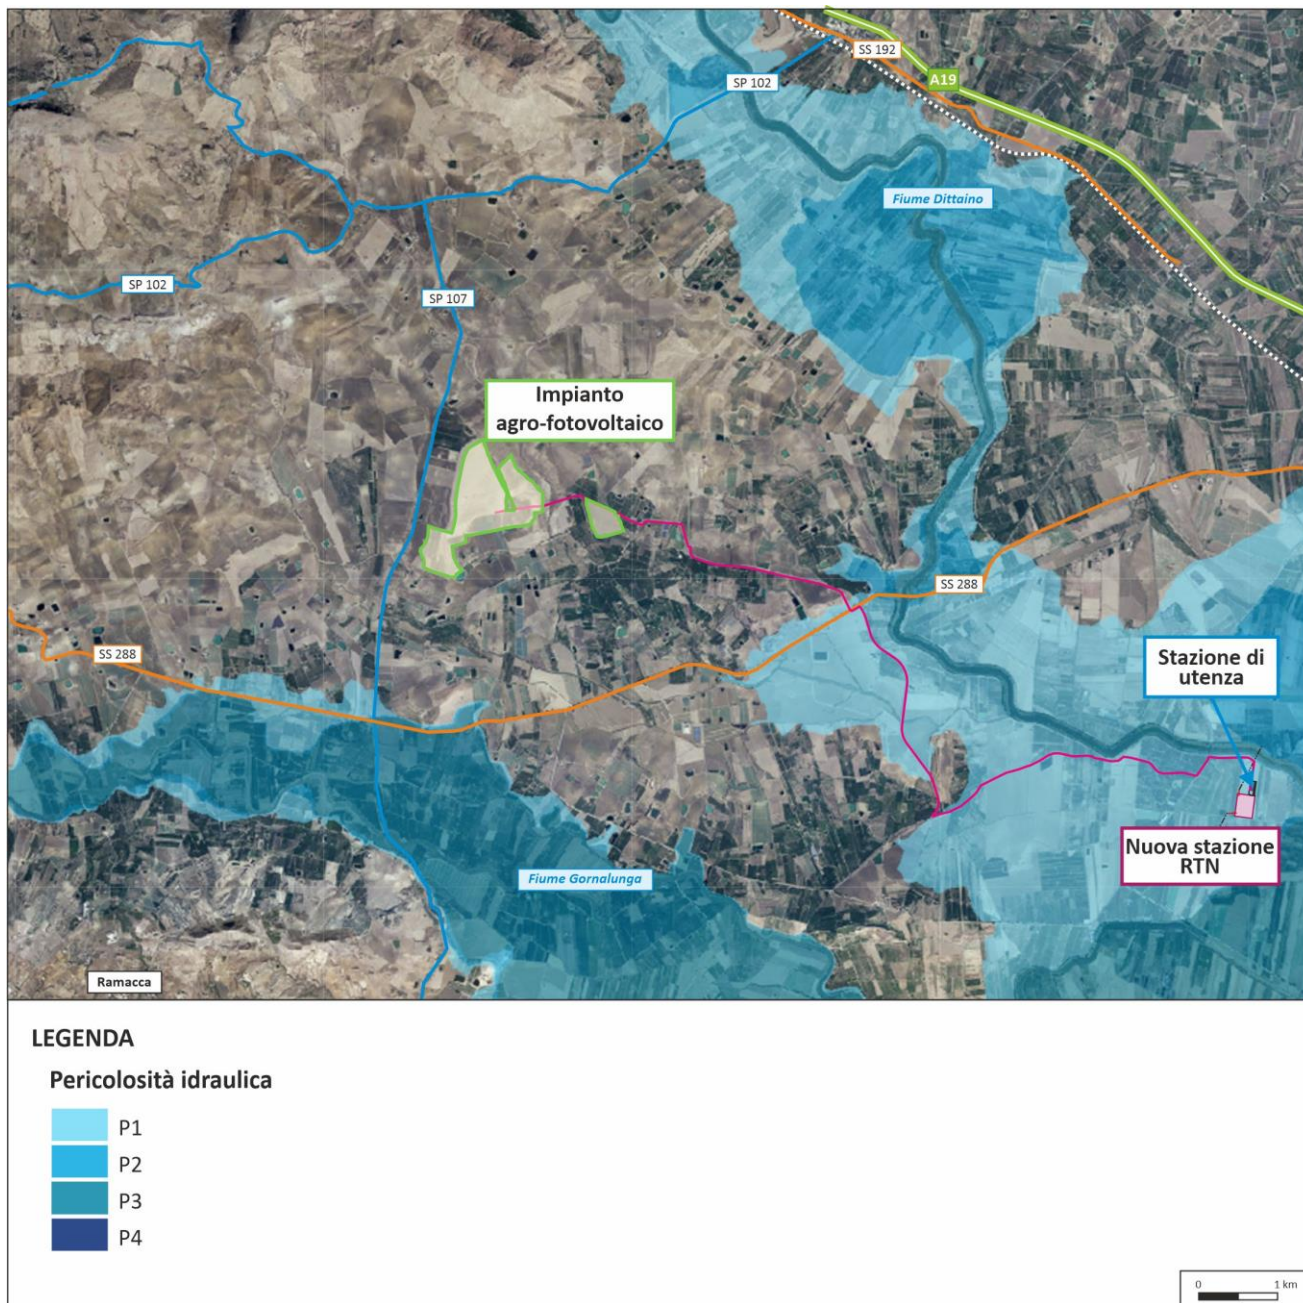 SS 192
A19
SP 102
Fiume Dittaino
SP 102
SP 107
Impianto
agro-fotovoltaico
SS 288
SS 288
Stazione di
utenza
Nuova stazione
RTN
Fiume Gornalunga
Ramacca
LEGENDA
Pericolosità idraulica
P1
P2
P3
P4
0 1 km